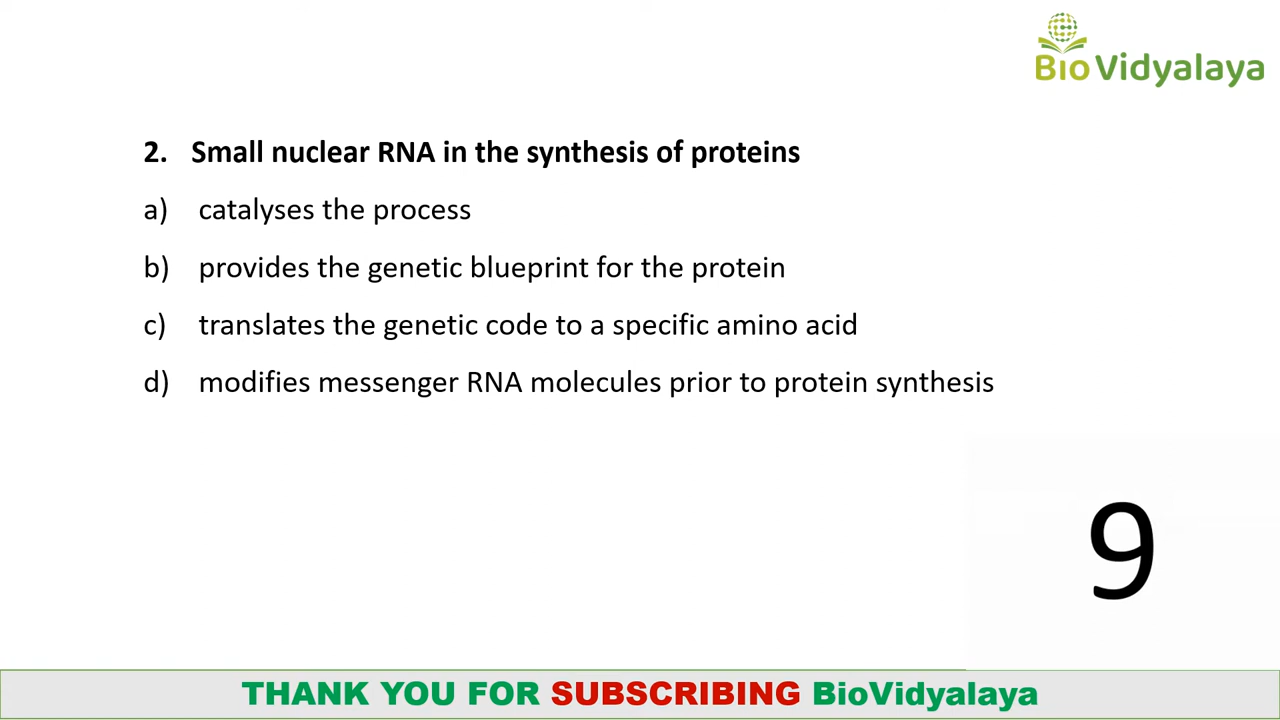 Bio Vidyalaya
2. Small nuclear RNA in the synthesis of proteins
a) catalyses the process
b) provides the genetic blueprint for the protein
c) translates the genetic code to a specific amino acid
d) modifies messenger RNA molecules prior to protein synthesis
9
THANK YOU FOR SUBSCRIBING BioVidyalaya